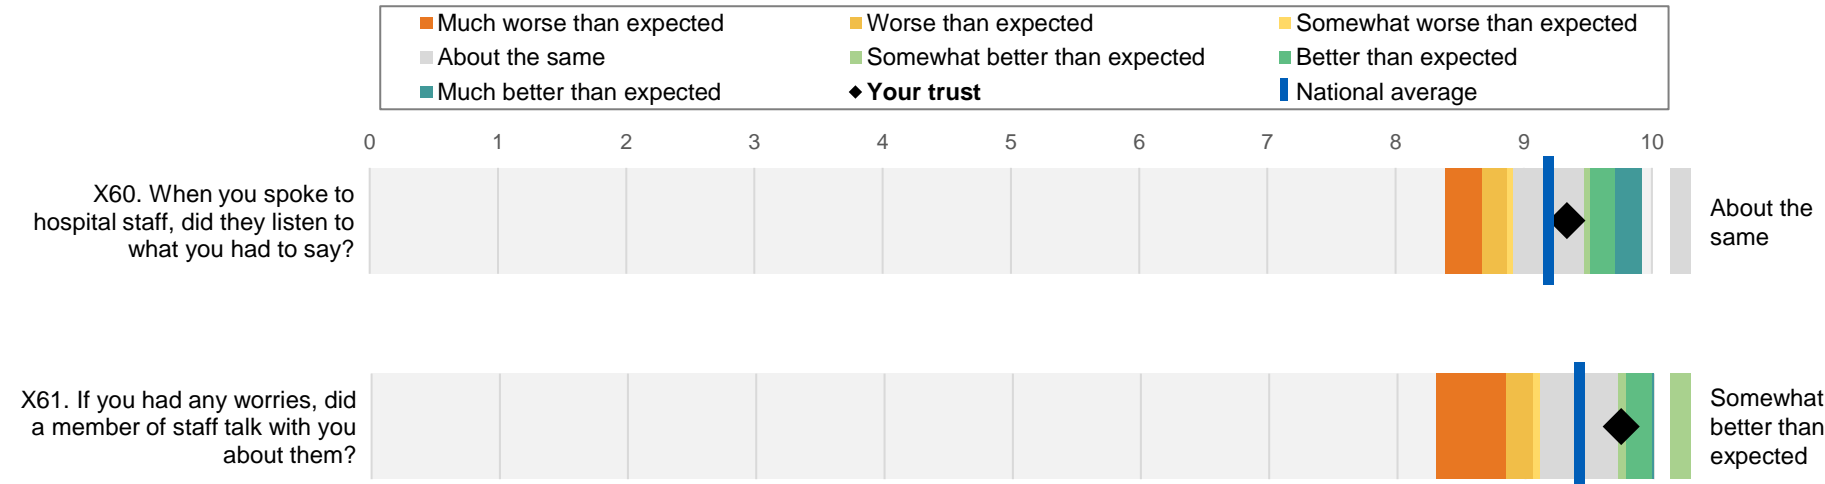 Much worse than expected
Worse than expected
Somewhat worse than expected
About the same
Somewhat better than expected
Better than expected
Much better than expected
Your trust
National average
0 1 2 3 4 5 6 7 8 9 10
X60. When you spoke to
hospital staff, did they listen to
what you had to say?
About the
same
X61. If you had any worries, did
a member of staff talk with you
about them?
Somewhat
better than
expected